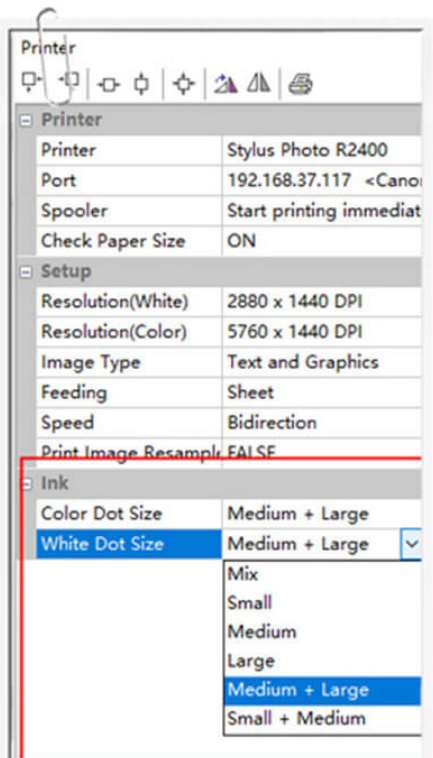 Printer
Printer
Printer Stylus Photo R2400
Port 192.168.37.117 <Cano
Spooler Start printing immediat
Check Paper Size ON
Setup
Resolution(White) 2880 x 1440 DPI
Resolution(Color) 5760 x 1440 DPI
Image Type Text and Graphics
Feeding Sheet
Speed Bidirection
Print Image Resample FALSE
Ink
Color Dot Size Medium + Large
White Dot Size Medium + Large
Mix
Small
Medium
Large
Medium + Large
Small + Medium